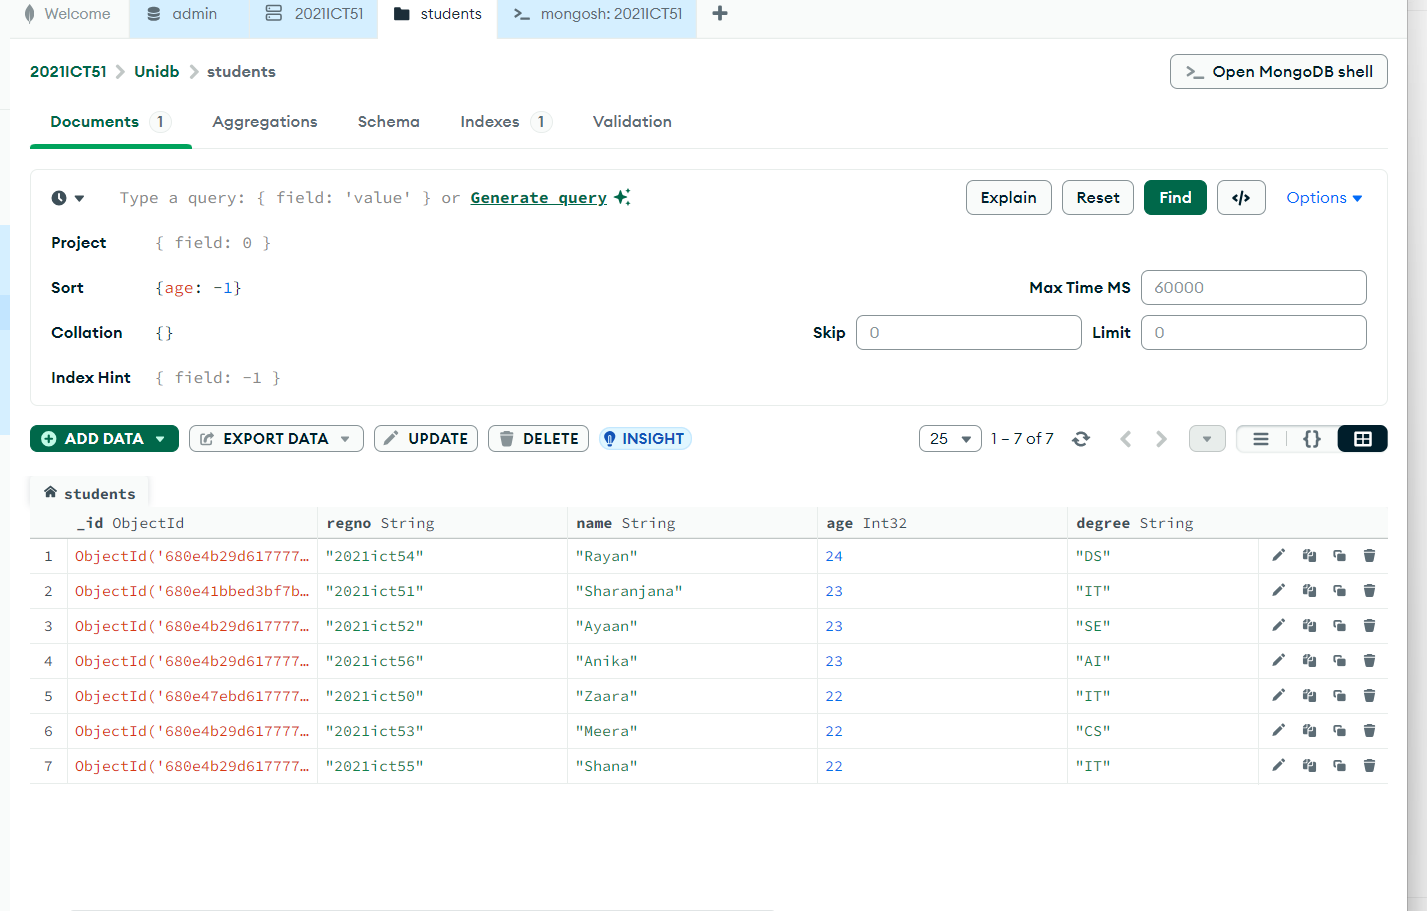 Welcome admin 2021ICT51 students >_ mongosh: 2021ICT51 +
2021ICT51 > Unidb > students >_ Open MongoDB shell
Documents 1 Aggregations Schema Indexes 1 Validation
Type a query: { field: 'value' } or Generate query Explain Reset Find </> Options
Project { field: 0 }
Sort {age: -1} Max Time MS 60000
Collation {} Skip 0 Limit 0
Index Hint { field: -1 }
ADD DATA EXPORT DATA UPDATE DELETE INSIGHT 25 1 – 7 of 7 {}
students
_id ObjectId regno String name String age Int32 degree String
1 ObjectId('680e4b29d617777… "2021ict54" "Rayan" 24 "DS"
2 ObjectId('680e41bbed3bf7b… "2021ict51" "Sharanjana" 23 "IT"
3 ObjectId('680e4b29d617777… "2021ict52" "Ayaan" 23 "SE"
4 ObjectId('680e4b29d617777… "2021ict56" "Anika" 23 "AI"
5 ObjectId('680e47ebd617777… "2021ict50" "Zaara" 22 "IT"
6 ObjectId('680e4b29d617777… "2021ict53" "Meera" 22 "CS"
7 ObjectId('680e4b29d617777… "2021ict55" "Shana" 22 "IT"